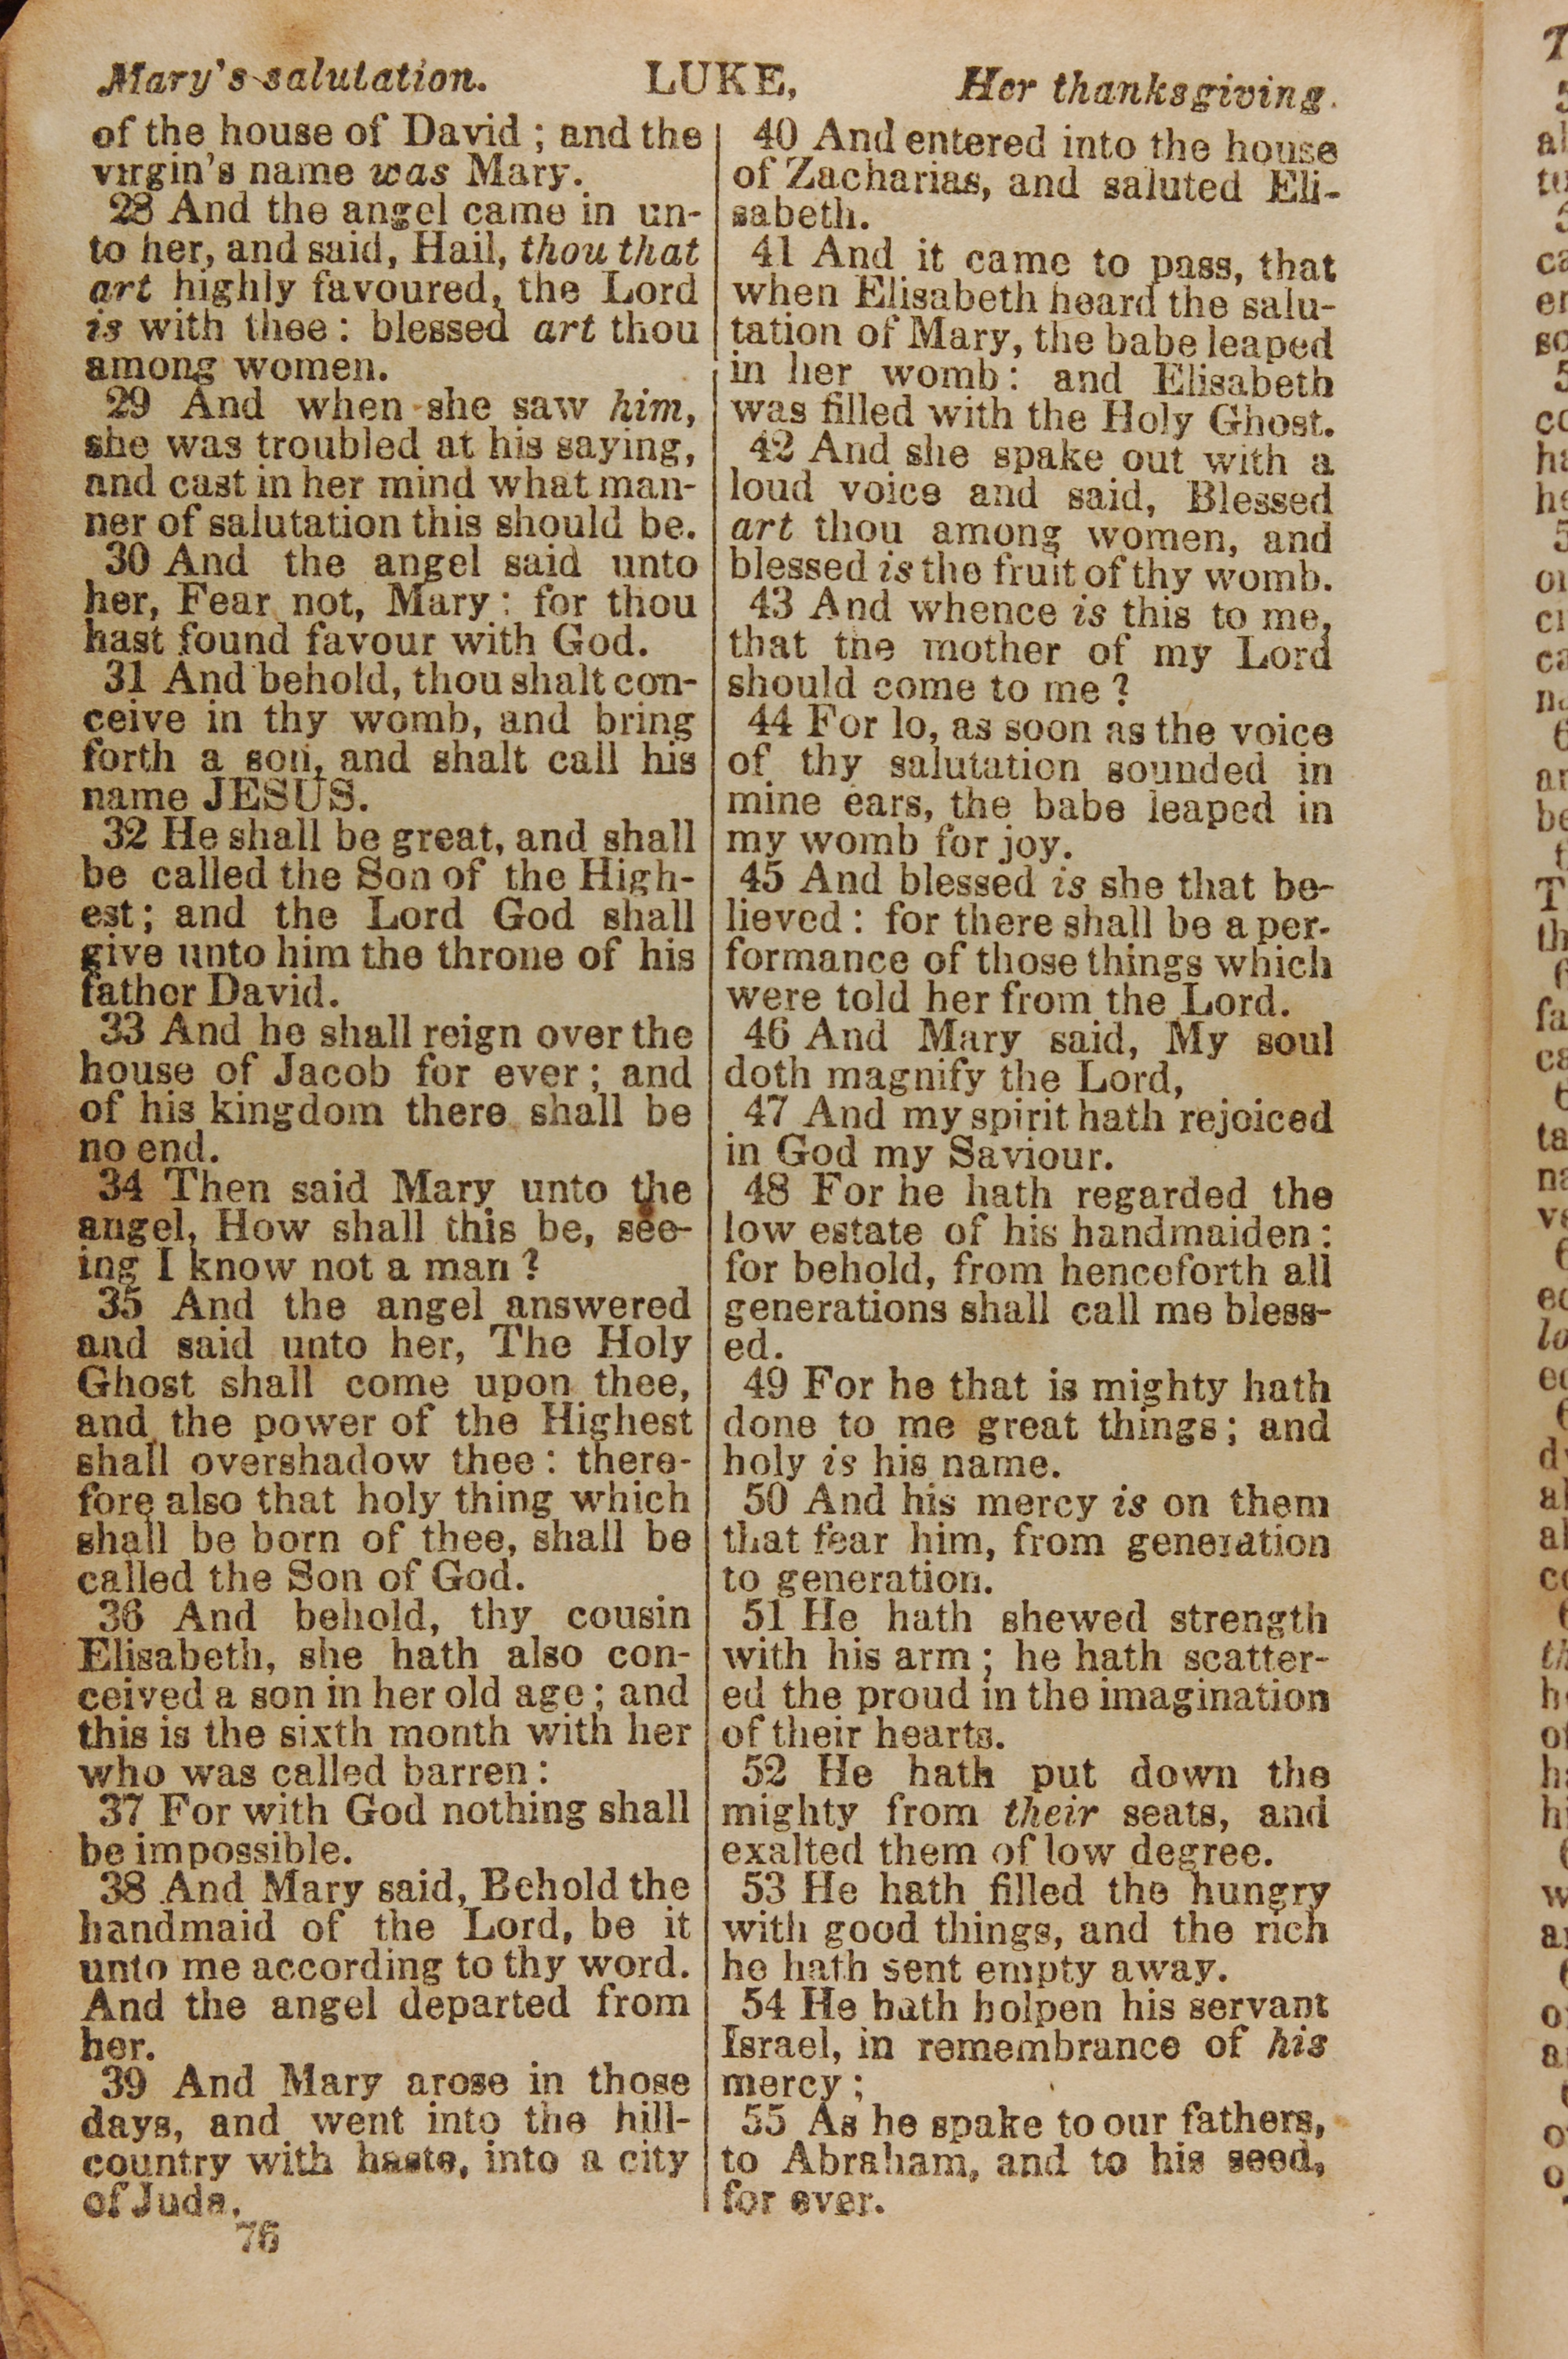 Mary's salutation. LUKE, Her thanksgiving.
of the house of David ; and the
virgin's name was Mary.
28 And the angel came in un-
to her, and said, Hail, thou that
art highly favoured, the Lord
is with thee : blessed art thou
among women.
29 And when she saw him,
she was troubled at his saying,
and cast in her mind what man-
ner of salutation this should be.
30 And the angel said unto
her, Fear not, Mary : for thou
hast found favour with God.
31 And behold, thou shalt con-
ceive in thy womb, and bring
forth a son, and shalt call his
name JESUS.
32 He shall be great, and shall
be called the Son of the High-
est ; and the Lord God shall
give unto him the throne of his
father David.
33 And he shall reign over the
house of Jacob for ever ; and
of his kingdom there shall be
no end.
34 Then said Mary unto the
angel, How shall this be, see-
ing I know not a man ?
35 And the angel answered
and said unto her, The Holy
Ghost shall come upon thee,
and the power of the Highest
shall overshadow thee : there-
fore also that holy thing which
shall be born of thee, shall be
called the Son of God.
36 And behold, thy cousin
Elisabeth, she hath also con-
ceived a son in her old age ; and
this is the sixth month with her
who was called barren :
37 For with God nothing shall
be impossible.
38 And Mary said, Behold the
handmaid of the Lord, be it
unto me according to thy word.
And the angel departed from
her.
39 And Mary arose in those
days, and went into the hill-
country with haste, into a city
of Juda,
76
40 And entered into the house
of Zacharias, and saluted Eli-
sabeth.
41 And it came to pass, that
when Elisabeth heard the salu-
tation of Mary, the babe leaped
in her womb : and Elisabeth
was filled with the Holy Ghost.
42 And she spake out with a
loud voice and said, Blessed
art thou among women, and
blessed is the fruit of thy womb.
43 And whence is this to me,
that the mother of my Lord
should come to me ?
44 For lo, as soon as the voice
of thy salutation sounded in
mine ears, the babe leaped in
my womb for joy.
45 And blessed is she that be-
lieved : for there shall be a per-
formance of those things which
were told her from the Lord.
46 And Mary said, My soul
doth magnify the Lord,
47 And my spirit hath rejoiced
in God my Saviour.
48 For he hath regarded the
low estate of his handmaiden :
for behold, from henceforth all
generations shall call me bless-
ed.
49 For he that is mighty hath
done to me great things ; and
holy is his name.
50 And his mercy is on them
that fear him, from generation
to generation.
51 He hath shewed strength
with his arm ; he hath scatter-
ed the proud in the imagination
of their hearts.
52 He hath put down the
mighty from their seats, and
exalted them of low degree.
53 He hath filled the hungry
with good things, and the rich
he hath sent empty away.
54 He hath holpen his servant
Israel, in remembrance of his
mercy ;
55 As he spake to our fathers,
to Abraham, and to his seed,
for ever.